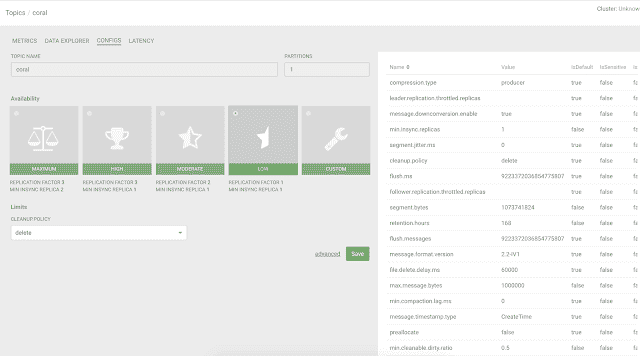 Topics / coral
Cluster: Unknow
METRICS DATA EXPLORER CONFIGS LATENCY
TOPIC NAME
PARTITIONS
coral
1
Availability
MAXIMUM
HIGH
MODERATE
LOW
CUSTOM
REPLICATION FACTOR 3
MIN INSYNC REPLICA 2
REPLICATION FACTOR 3
MIN INSYNC REPLICA 1
REPLICATION FACTOR 2
MIN INSYNC REPLICA 1
REPLICATION FACTOR 1
MIN INSYNC REPLICA 1
Limits
CLEANUP POLICY
delete
advanced Save
Name Value IsDefault IsSensitive Is
compression.type producer true false fa
leader.replication.throttled.replicas true false fa
message.downconversion.enable true true false fa
min.insync.replicas 1 false false fa
segment.jitter.ms 0 true false fa
cleanup.policy delete true false fa
flush.ms 9223372036854775807 true false fa
follower.replication.throttled.replicas true false fa
segment.bytes 1073741824 false false fa
retention.hours 168 false false fa
flush.messages 9223372036854775807 true false fa
message.format.version 2.2-IV1 true false fa
file.delete.delay.ms 60000 true false fa
max.message.bytes 1000000 false false fa
min.compaction.lag.ms 0 true false fa
message.timestamp.type CreateTime true false fa
preallocate false true false fa
min.cleanable.dirty.ratio 0.5 false false fa